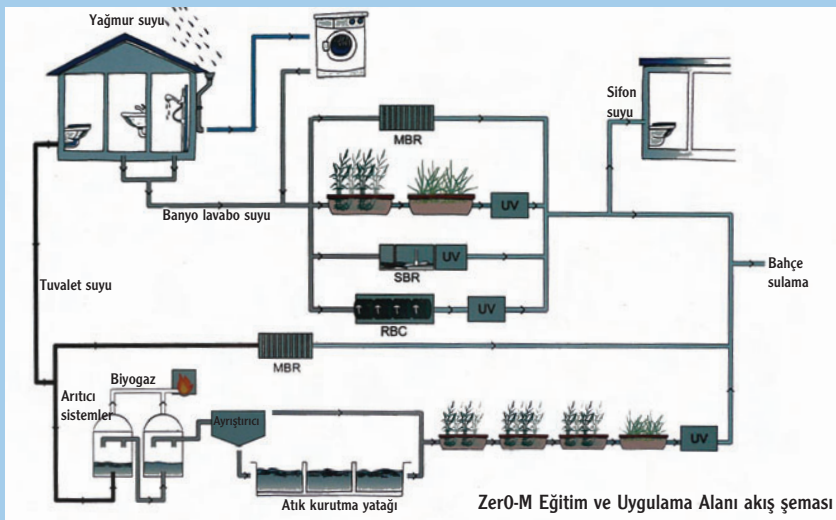 Yağmur suyu
Sifon
suyu
MBR
UV
Banyo lavabo suyu
UV
SBR
Bahçe
sulama
Tuvalet suyu
UV
RBC
MBR
Biyogaz
Arıtıcı
sistemler
Ayrıştırıcı
UV
Atık kurutma yatağı
Zer0-M Eğitim ve Uygulama Alanı akış şeması